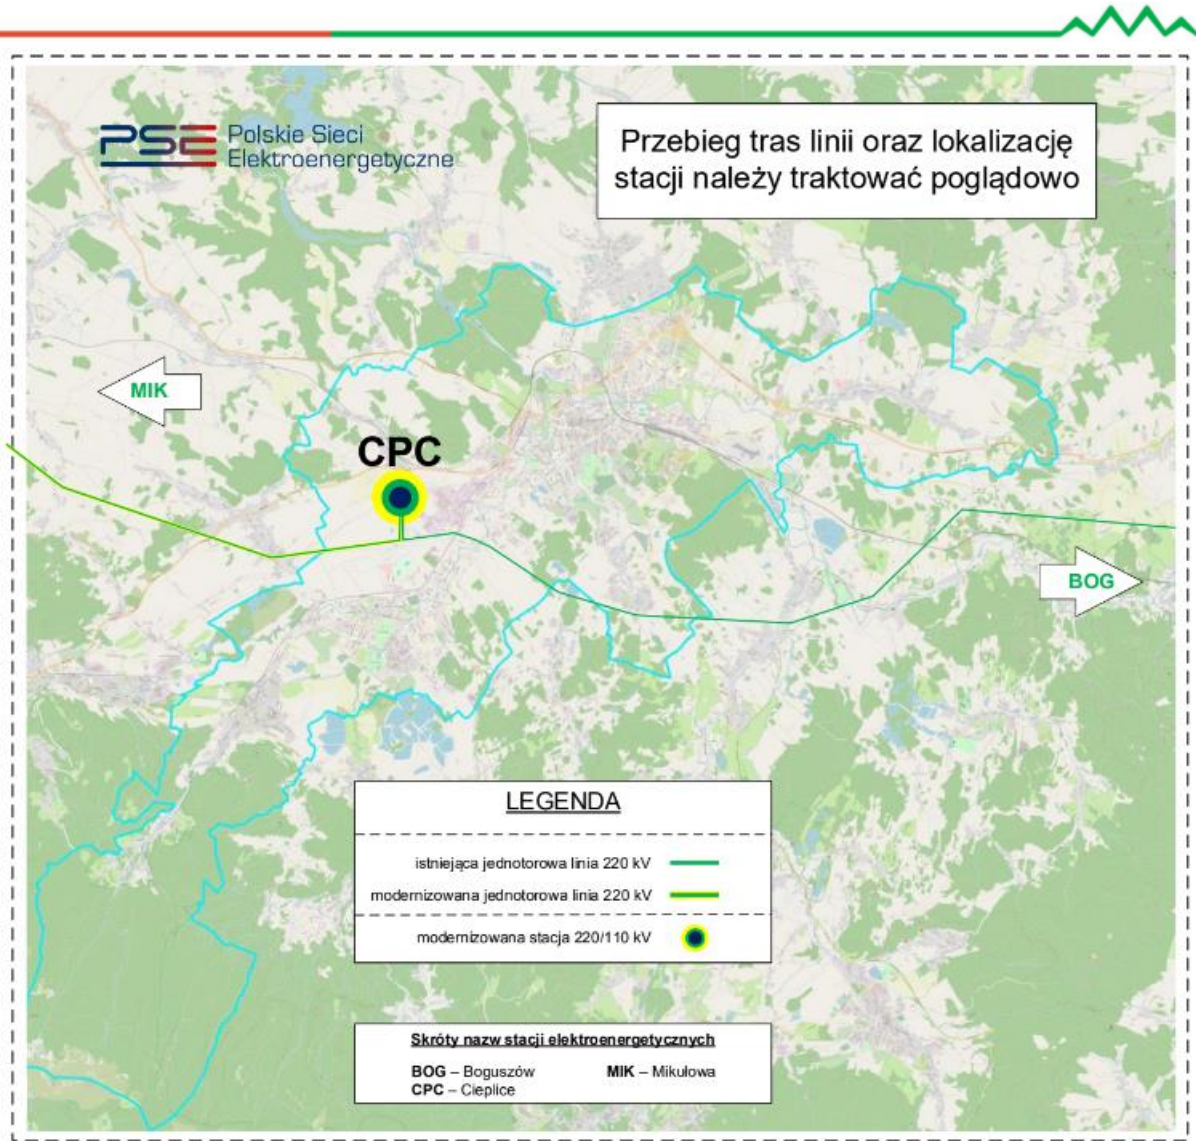 PSE
Polskie Sieci
Elektroenergetyczne
Przebieg tras linii oraz lokalizację
stacji należy traktować poglądowo
MIK
CPC
BOG
LEGENDA
istniejąca jednotorowa linia 220 kV
modernizowana jednotorowa linia 220 kV
modernizowana stacja 220/110 kV
Skróty nazw stacji elektroenergetycznych
BOG – Boguszów MIK – Mikułowa
CPC – Cieplice